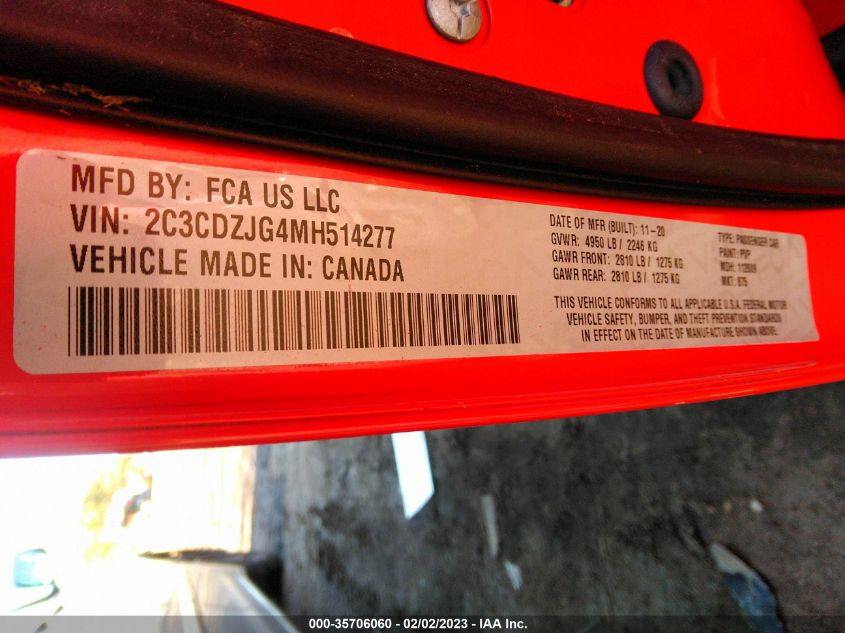 MFD BY: FCA US LLC
VIN: 2C3CDZJG4MH514277
VEHICLE MADE IN: CANADA
DATE OF MFR (BUILT): 11-20
GVWR: 4950 LB / 2246 KG
GAWR FRONT: 2810 LB / 1275 KG
GAWR REAR: 2810 LB / 1275 KG
TYPE: PASSENGER CAR
PAINT:
MDH:
MKT:
THIS VEHICLE CONFORMS TO ALL APPLICABLE U.S.A. FEDERAL MOTOR
VEHICLE SAFETY, BUMPER, AND THEFT PREVENTION STANDARDS
IN EFFECT ON THE DATE OF MANUFACTURE SHOWN ABOVE.
000-35706060 — 02/02/2023 — IAA Inc.